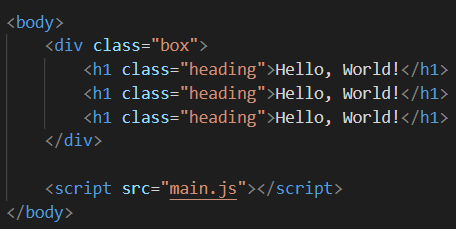 <body>
    <div class="box">
        <h1 class="heading">Hello, World!</h1>
        <h1 class="heading">Hello, World!</h1>
        <h1 class="heading">Hello, World!</h1>
    </div>

    <script src="main.js"></script>
</body>